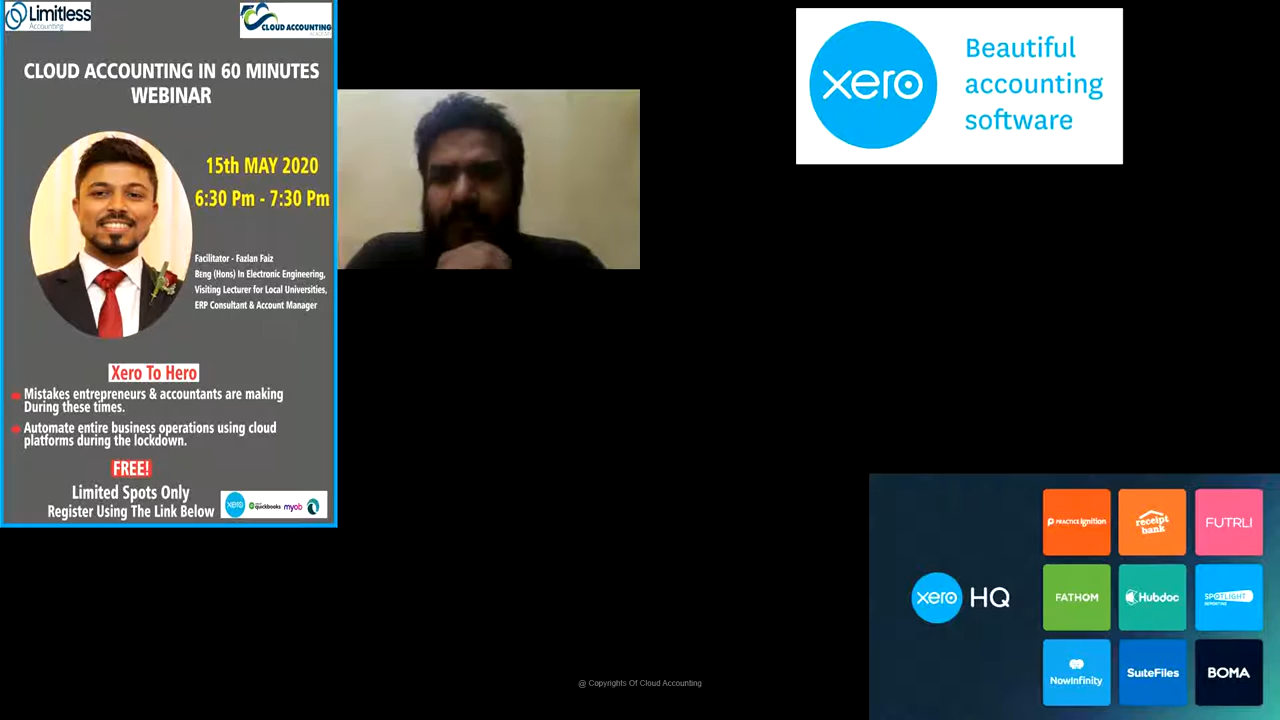 Limitless
Accounting
CLOUD ACCOUNTING
ACADEMY
CLOUD ACCOUNTING IN 60 MINUTES
WEBINAR
15th MAY 2020
6:30 Pm - 7:30 Pm
Facilitator - Fazlan Faiz
BEng (Hons) In Electronic Engineering,
Visiting Lecturer for Local Universities,
ERP Consultant & Account Manager
Xero To Hero
Mistakes entrepreneurs & accountants are making
During these times.
Automate entire business operations using cloud
platforms during the lockdown.
FREE!
Limited Spots Only
Register Using The Link Below
xero
quickbooks
myob
xero
Beautiful
accounting
software
xero HQ
PRACTICE ignition
receipt
bank
FUTRLI
FATHOM
Hubdoc
SPOTLIGHT
REPORTING
NowInfinity
SuiteFiles
BOMA
@ Copyrights Of Cloud Accounting